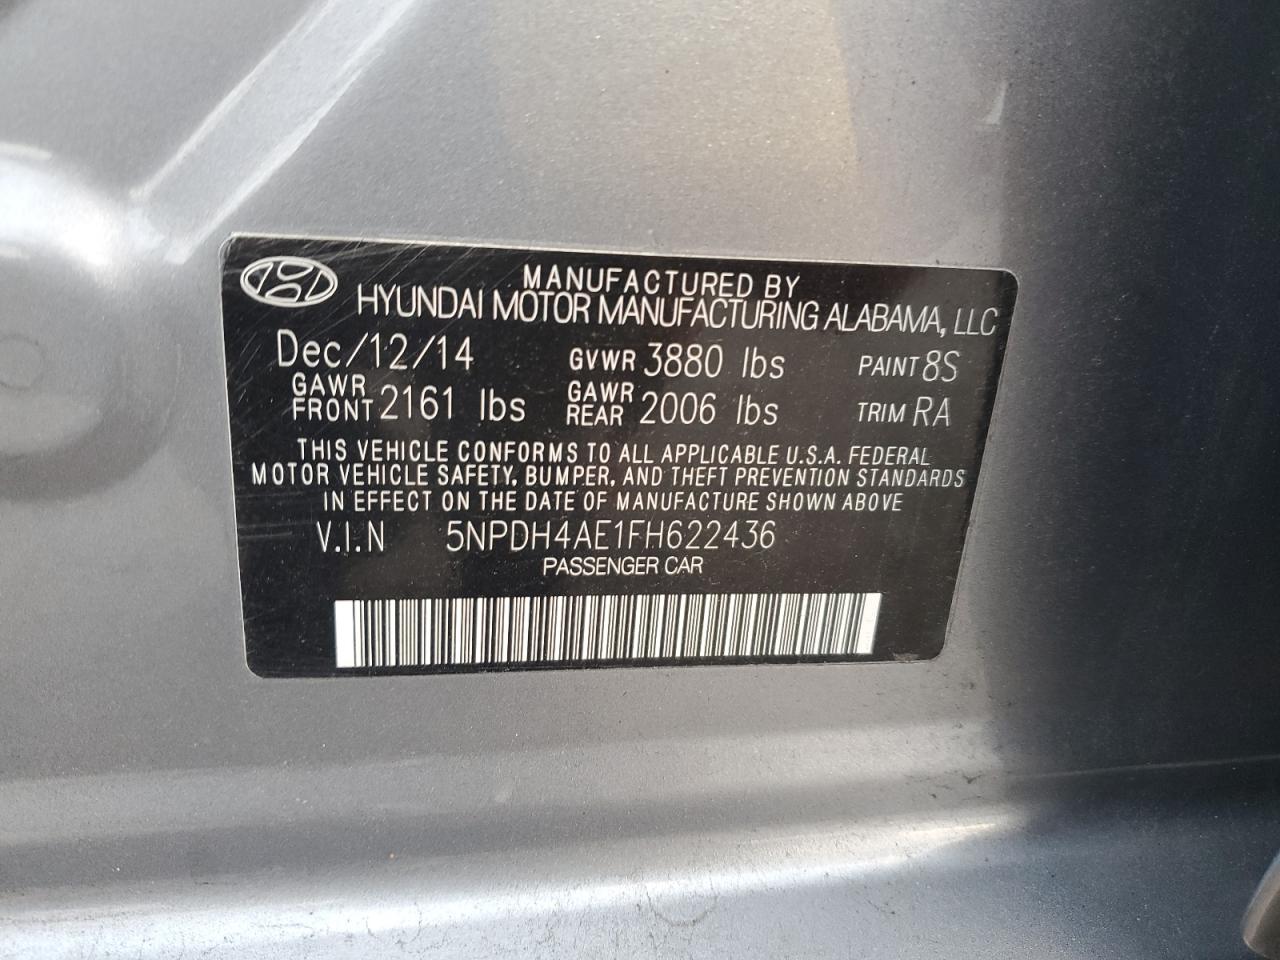 MANUFACTURED BY
HYUNDAI MOTOR MANUFACTURING ALABAMA, LLC
Dec/12/14 GVWR 3880 lbs PAINT 8S
GAWR FRONT 2161 lbs GAWR REAR 2006 lbs TRIM RA
THIS VEHICLE CONFORMS TO ALL APPLICABLE U.S.A. FEDERAL
MOTOR VEHICLE SAFETY, BUMPER, AND THEFT PREVENTION STANDARDS
IN EFFECT ON THE DATE OF MANUFACTURE SHOWN ABOVE
V.I.N 5NPDH4AE1FH622436
PASSENGER CAR